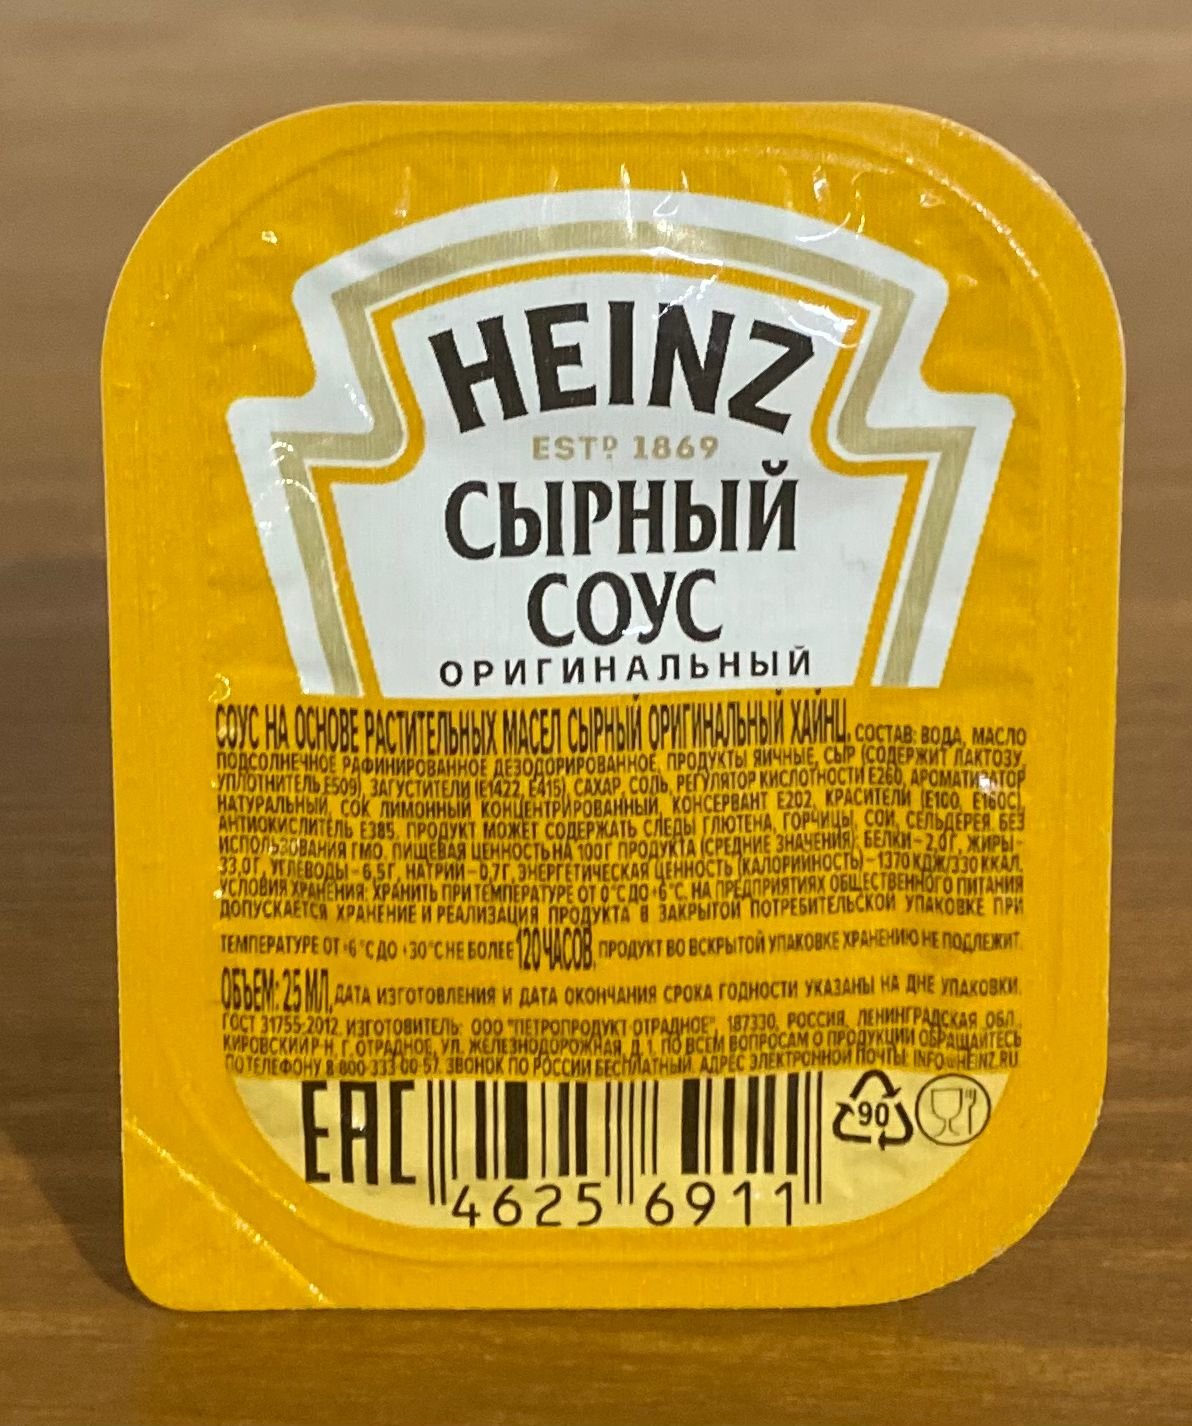 HEINZ
ESTD 1869
СЫРНЫЙ
СОУС
ОРИГИНАЛЬНЫЙ
СОУС НА ОСНОВЕ РАСТИТЕЛЬНЫХ МАСЕЛ СЫРНЫЙ ОРИГИНАЛЬНЫЙ ХАЙНЦ. СОСТАВ: ВОДА, МАСЛО
ПОДСОЛНЕЧНОЕ РАФИНИРОВАННОЕ ДЕЗОДОРИРОВАННОЕ, ПРОДУКТЫ ЯИЧНЫЕ, СЫР (СОДЕРЖИТ ЛАКТОЗУ,
УПЛОТНИТЕЛЬ E509), ЗАГУСТИТЕЛИ (E1422, E415), САХАР, СОЛЬ, РЕГУЛЯТОР КИСЛОТНОСТИ E260, АРОМАТИЗАТОР
НАТУРАЛЬНЫЙ, СОК ЛИМОННЫЙ КОНЦЕНТРИРОВАННЫЙ, КОНСЕРВАНТ E202, КРАСИТЕЛИ (E100, E160C),
АНТИОКИСЛИТЕЛЬ E385. ПРОДУКТ МОЖЕТ СОДЕРЖАТЬ СЛЕДЫ ГЛЮТЕНА, ГОРЧИЦЫ, СОИ, СЕЛЬДЕРЕЯ. БЕЗ
ИСПОЛЬЗОВАНИЯ ГМО. ПИЩЕВАЯ ЦЕННОСТЬ НА 100Г ПРОДУКТА (СРЕДНИЕ ЗНАЧЕНИЯ): БЕЛКИ – 2,0Г, ЖИРЫ –
33,0Г, УГЛЕВОДЫ – 6,5Г, НАТРИЙ – 0,7Г, ЭНЕРГЕТИЧЕСКАЯ ЦЕННОСТЬ (КАЛОРИЙНОСТЬ) – 1370 КДЖ/330 ККАЛ.
УСЛОВИЯ ХРАНЕНИЯ: ХРАНИТЬ ПРИ ТЕМПЕРАТУРЕ ОТ 0°С ДО +6°С. НА ПРЕДПРИЯТИЯХ ОБЩЕСТВЕННОГО ПИТАНИЯ
ДОПУСКАЕТСЯ ХРАНЕНИЕ И РЕАЛИЗАЦИЯ ПРОДУКТА В ЗАКРЫТОЙ ПОТРЕБИТЕЛЬСКОЙ УПАКОВКЕ ПРИ
ТЕМПЕРАТУРЕ ОТ +6°С ДО +30°С НЕ БОЛЕЕ 120 ЧАСОВ. ПРОДУКТ ВО ВСКРЫТОЙ УПАКОВКЕ ХРАНЕНИЮ НЕ ПОДЛЕЖИТ.
ОБЪЕМ: 25 МЛ. ДАТА ИЗГОТОВЛЕНИЯ И ДАТА ОКОНЧАНИЯ СРОКА ГОДНОСТИ УКАЗАНЫ НА ДНЕ УПАКОВКИ.
ГОСТ 31755-2012. ИЗГОТОВИТЕЛЬ: ООО "ПЕТРОПРОДУКТ-ОТРАДНОЕ", 187330, РОССИЯ, ЛЕНИНГРАДСКАЯ ОБЛ.,
КИРОВСКИЙ Р-Н, Г. ОТРАДНОЕ, УЛ. ЖЕЛЕЗНОДОРОЖНАЯ, Д.1. ПО ВСЕМ ВОПРОСАМ О ПРОДУКЦИИ ОБРАЩАЙТЕСЬ
ПО ТЕЛЕФОНУ 8-800-333-00-57. ЗВОНОК ПО РОССИИ БЕСПЛАТНЫЙ. АДРЕС ЭЛЕКТРОННОЙ ПОЧТЫ: INFO@HEINZ.RU
EAC
90
4625 6911